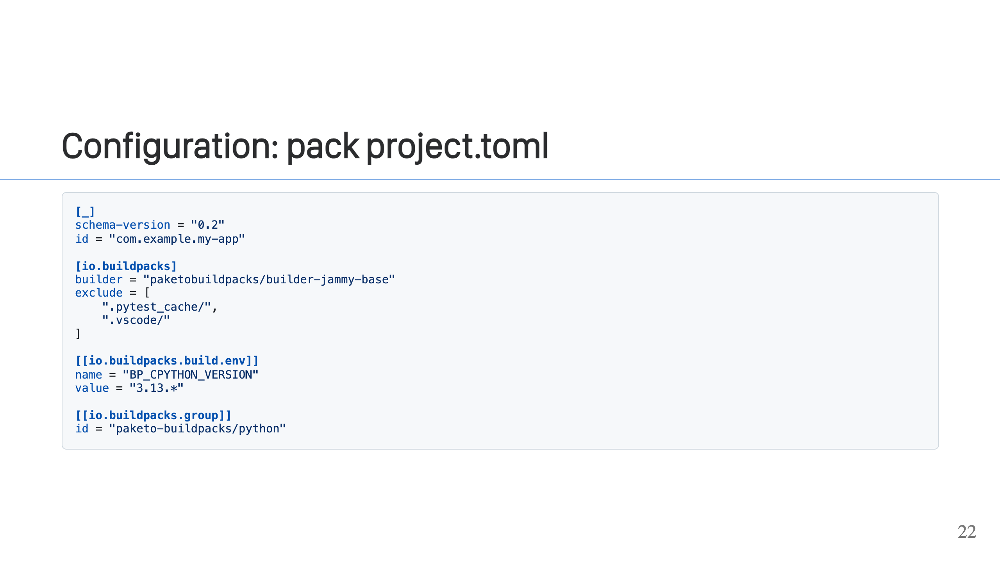 Configuration: pack project.toml
[_]
schema-version = "0.2"
id = "com.example.my-app"
[io.buildpacks]
builder = "paketobuildpacks/builder-jammy-base"
exclude = [
    ".pytest_cache/",
    ".vscode/"
]
[[io.buildpacks.build.env]]
name = "BP_CPYTHON_VERSION"
value = "3.13.*"
[[io.buildpacks.group]]
id = "paketo-buildpacks/python"
22